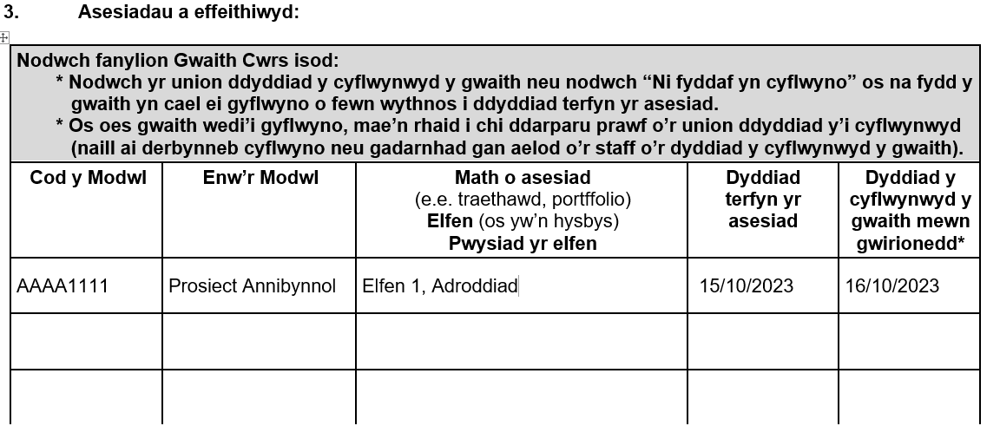 3. Asesiadau a effeithiwyd:
Nodwch fanylion Gwaith Cwrs isod:
* Nodwch yr union ddyddiad y cyflwynwyd y gwaith neu nodwch “Ni fyddaf yn cyflwyno” os na fydd y
gwaith yn cael ei gyflwyno o fewn wythnos i ddyddiad terfyn yr asesiad.
* Os oes gwaith wedi’i gyflwyno, mae’n rhaid i chi ddarparu prawf o’r union ddyddiad y’i cyflwynwyd
(naill ai derbynneb cyflwyno neu gadarnhad gan aelod o’r staff o’r dyddiad y cyflwynwyd y gwaith).
Cod y Modwl
Enw’r Modwl
Math o asesiad
(e.e. traethawd, portffolio)
Elfen (os yw’n hysbys)
Pwysiad yr elfen
Dyddiad
terfyn yr
asesiad
Dyddiad y
cyflwynwyd y
gwaith mewn
gwirionedd*
AAAA1111
Prosiect Annibynnol
Elfen 1, Adroddiad
15/10/2023
16/10/2023